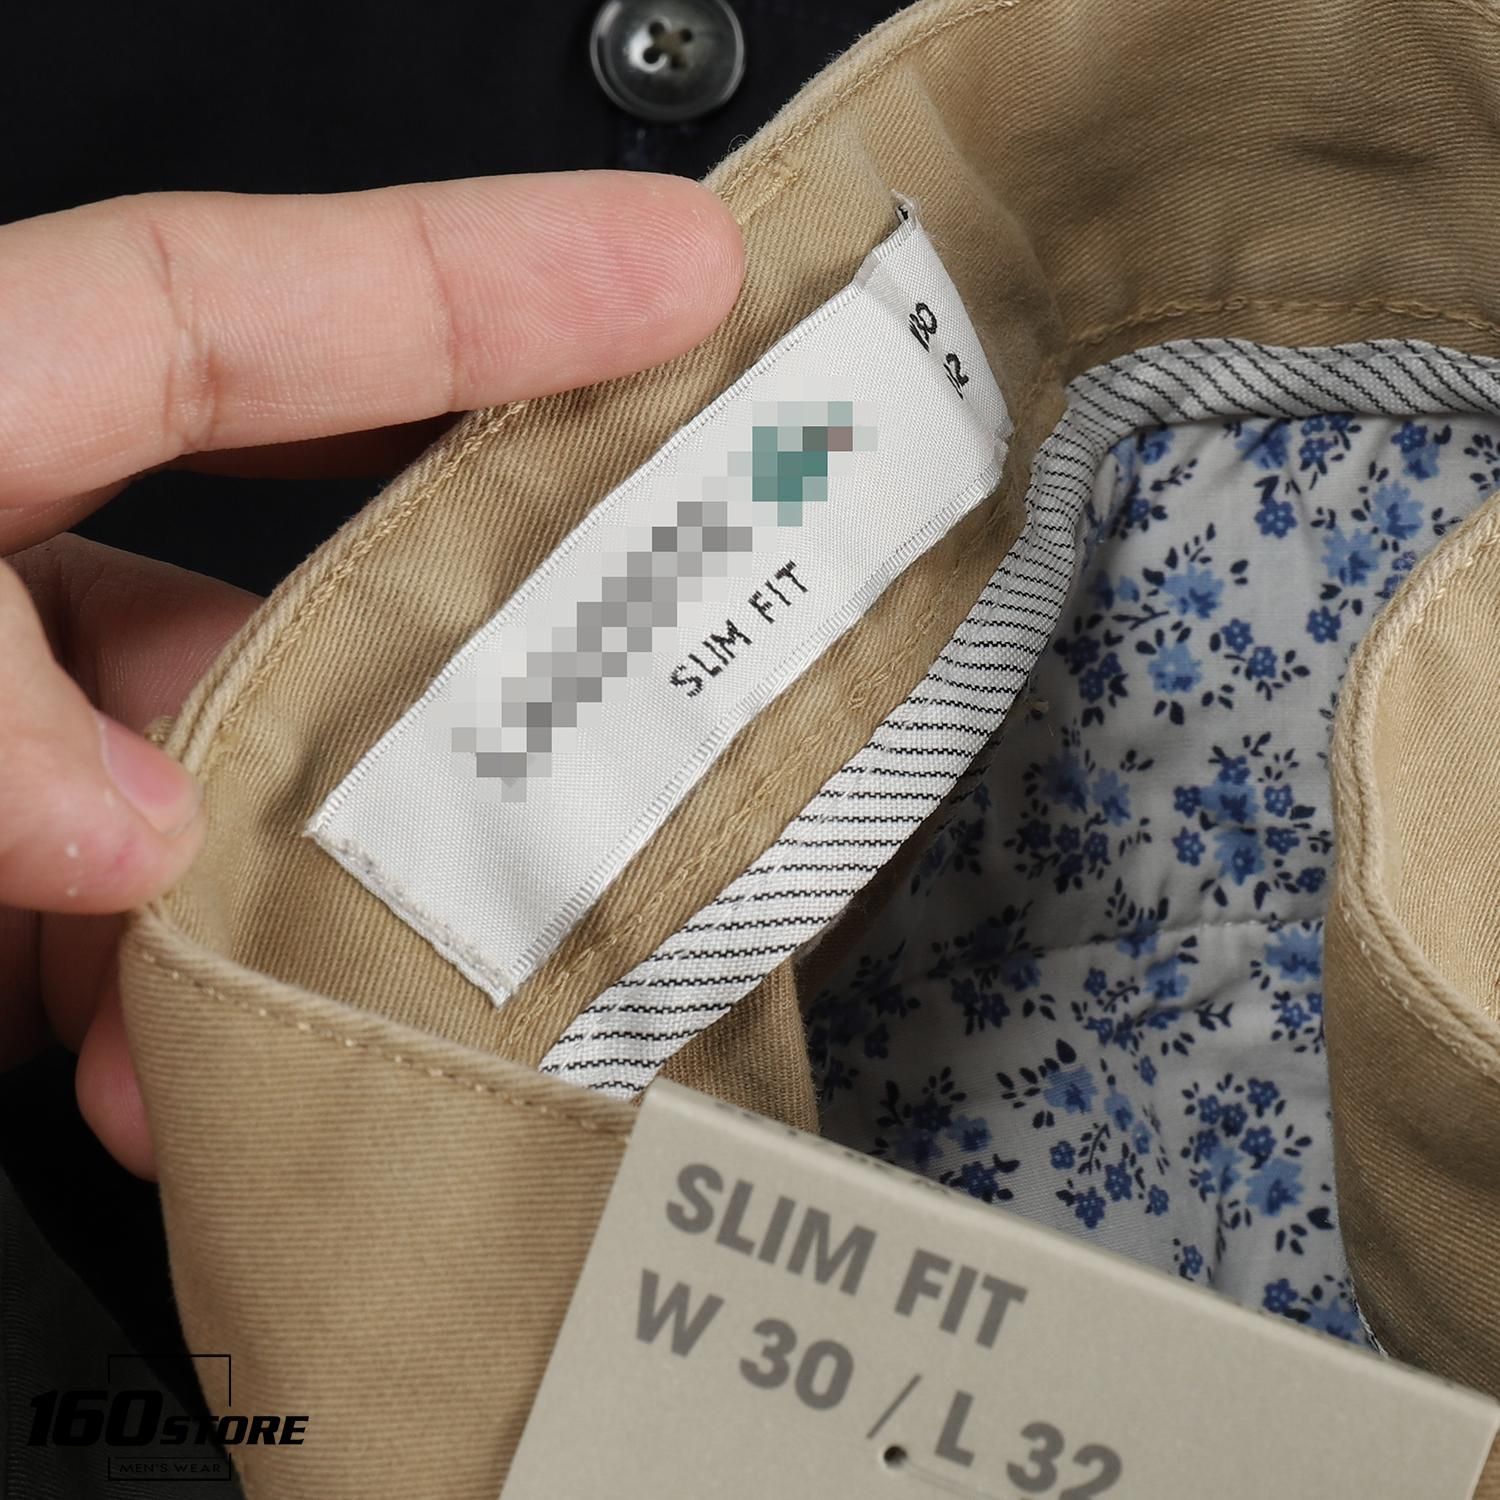 SLIM FIT
SLIM FIT
W 30 / L 32
160STORE
MEN'S WEAR